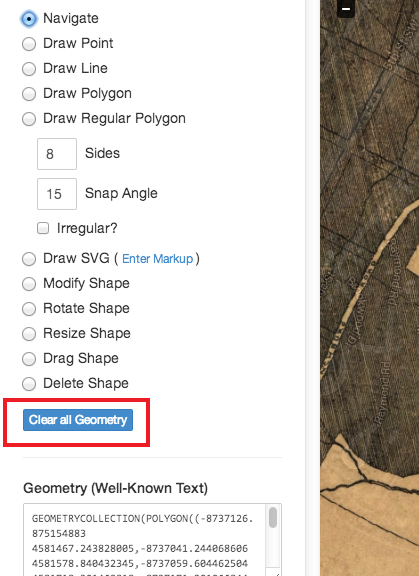 Navigate
Draw Point
Draw Line
Draw Polygon
Draw Regular Polygon
8 Sides
15 Snap Angle
Irregular?
Draw SVG ( Enter Markup )
Modify Shape
Rotate Shape
Resize Shape
Drag Shape
Delete Shape
Clear all Geometry
Geometry (Well-Known Text)
GEOMETRYCOLLECTION(POLYGON((-8737126.
875154883
4581467.243828005,-8737041.244068606
4581578.840432345,-8737059.604462504